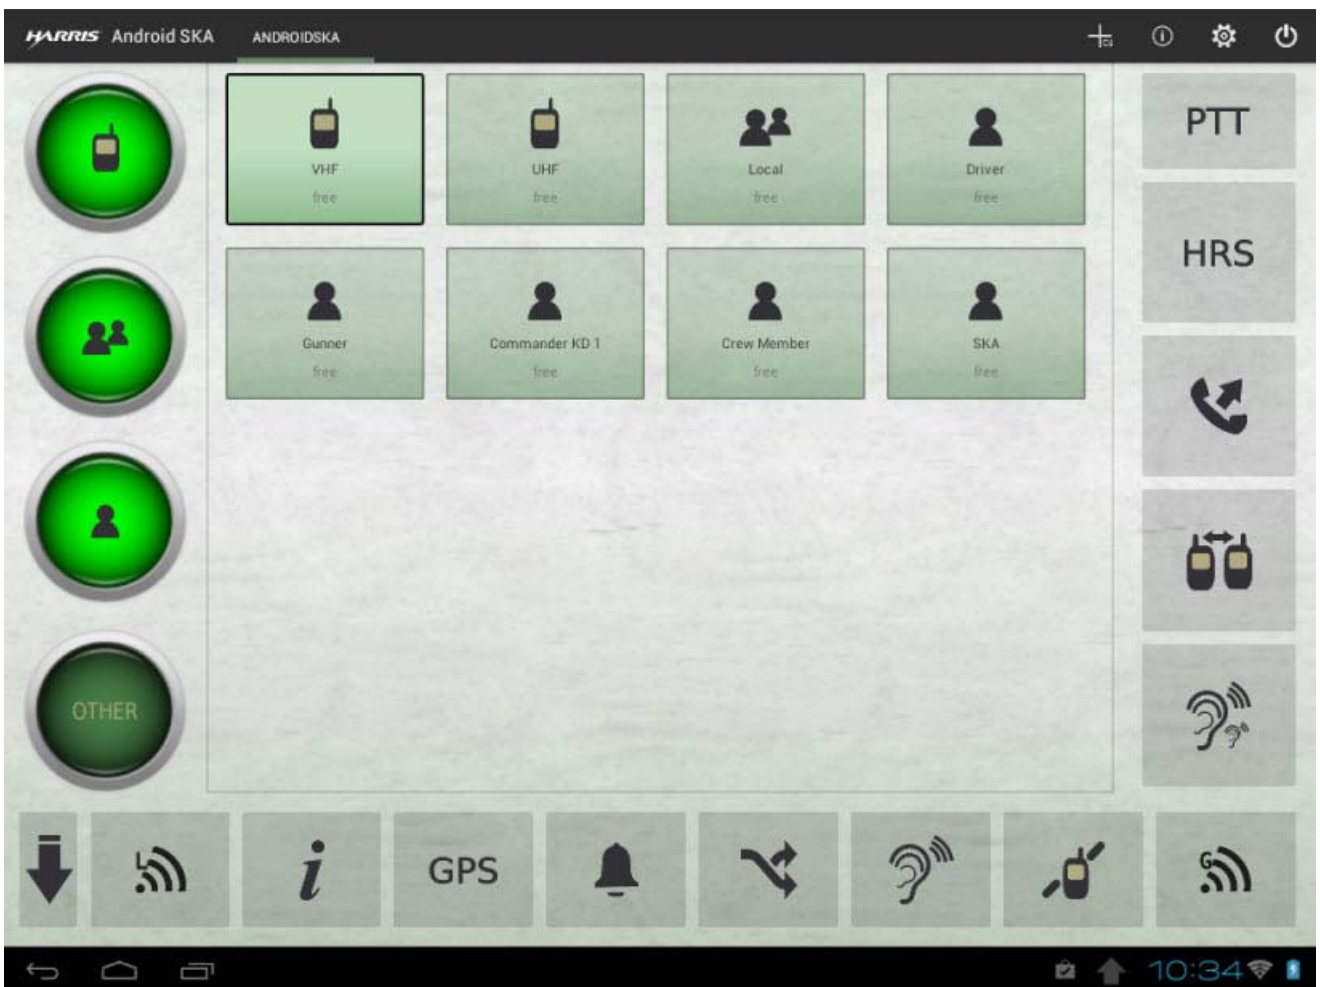 HARRIS Android SKA ANDROIDSKA
VHF
free
UHF
free
Local
free
Driver
free
Gunner
free
Commander KD 1
free
Crew Member
free
SKA
free
OTHER
PTT
HRS
L
i
GPS
G
10:34